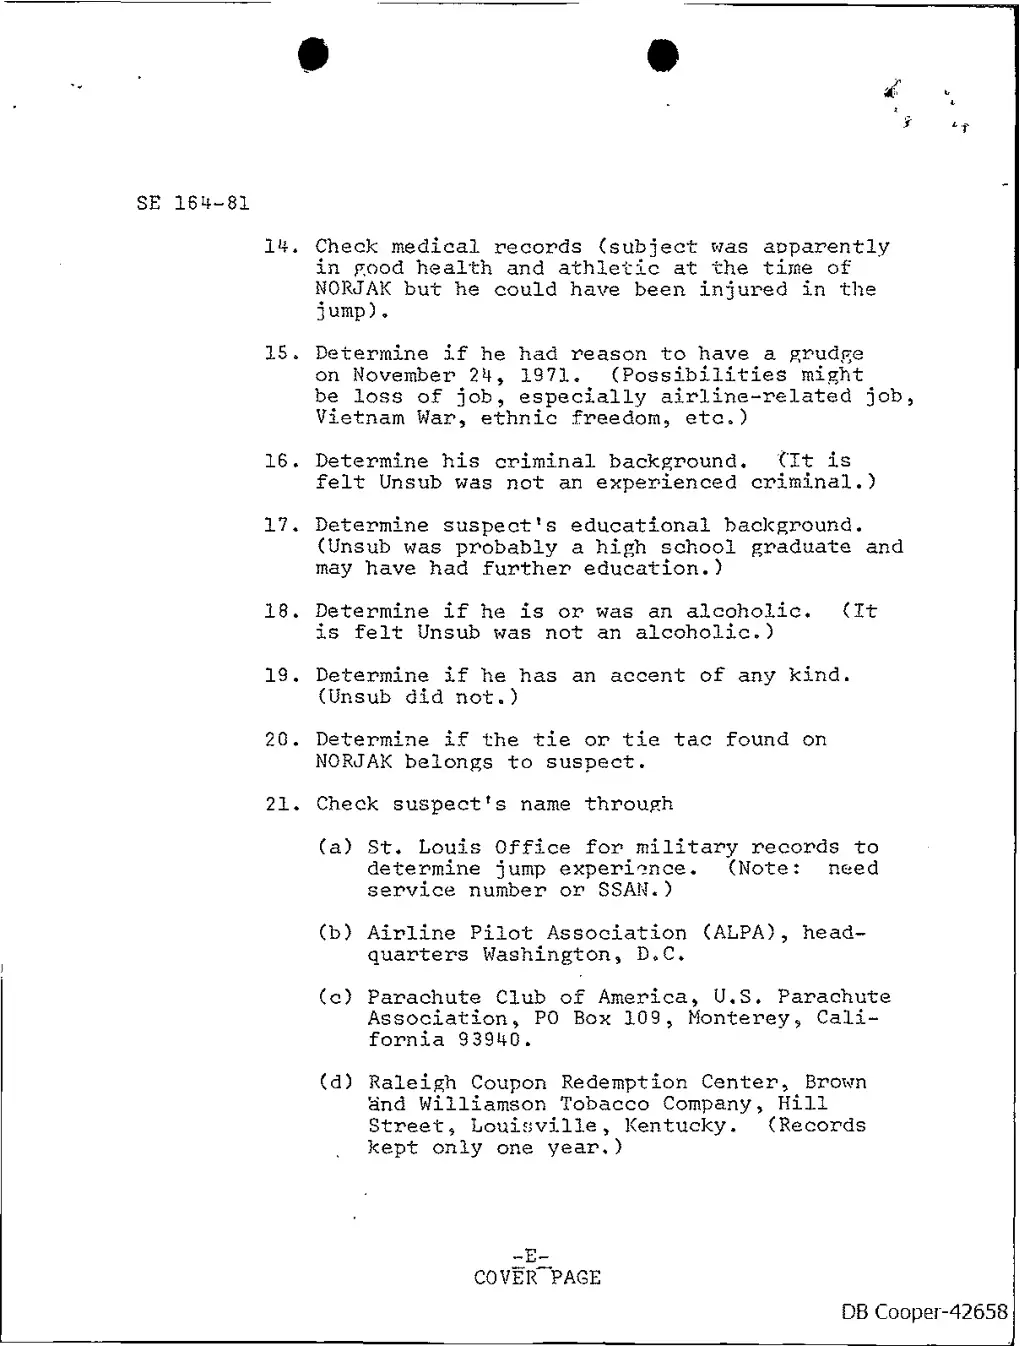 SE 164-81
14. Check medical records (subject was apparently
in good health and athletic at the time of
NORJAK but he could have been injured in the
jump).
15. Determine if he had reason to have a grudge
on November 24, 1971. (Possibilities might
be loss of job, especially airline-related job,
Vietnam War, ethnic freedom, etc.)
16. Determine his criminal background. (It is
felt Unsub was not an experienced criminal.)
17. Determine suspect's educational background.
(Unsub was probably a high school graduate and
may have had further education.)
18. Determine if he is or was an alcoholic. (It
is felt Unsub was not an alcoholic.)
19. Determine if he has an accent of any kind.
(Unsub did not.)
20. Determine if the tie or tie tac found on
NORJAK belongs to suspect.
21. Check suspect's name through
(a) St. Louis Office for military records to
determine jump experience. (Note: need
service number or SSAN.)
(b) Airline Pilot Association (ALPA), head-
quarters Washington, D.C.
(c) Parachute Club of America, U.S. Parachute
Association, PO Box 109, Monterey, Cali-
fornia 93940.
(d) Raleigh Coupon Redemption Center, Brown
and Williamson Tobacco Company, Hill
Street, Louisville, Kentucky. (Records
kept only one year.)
-E-
COVER PAGE
DB Cooper-42658